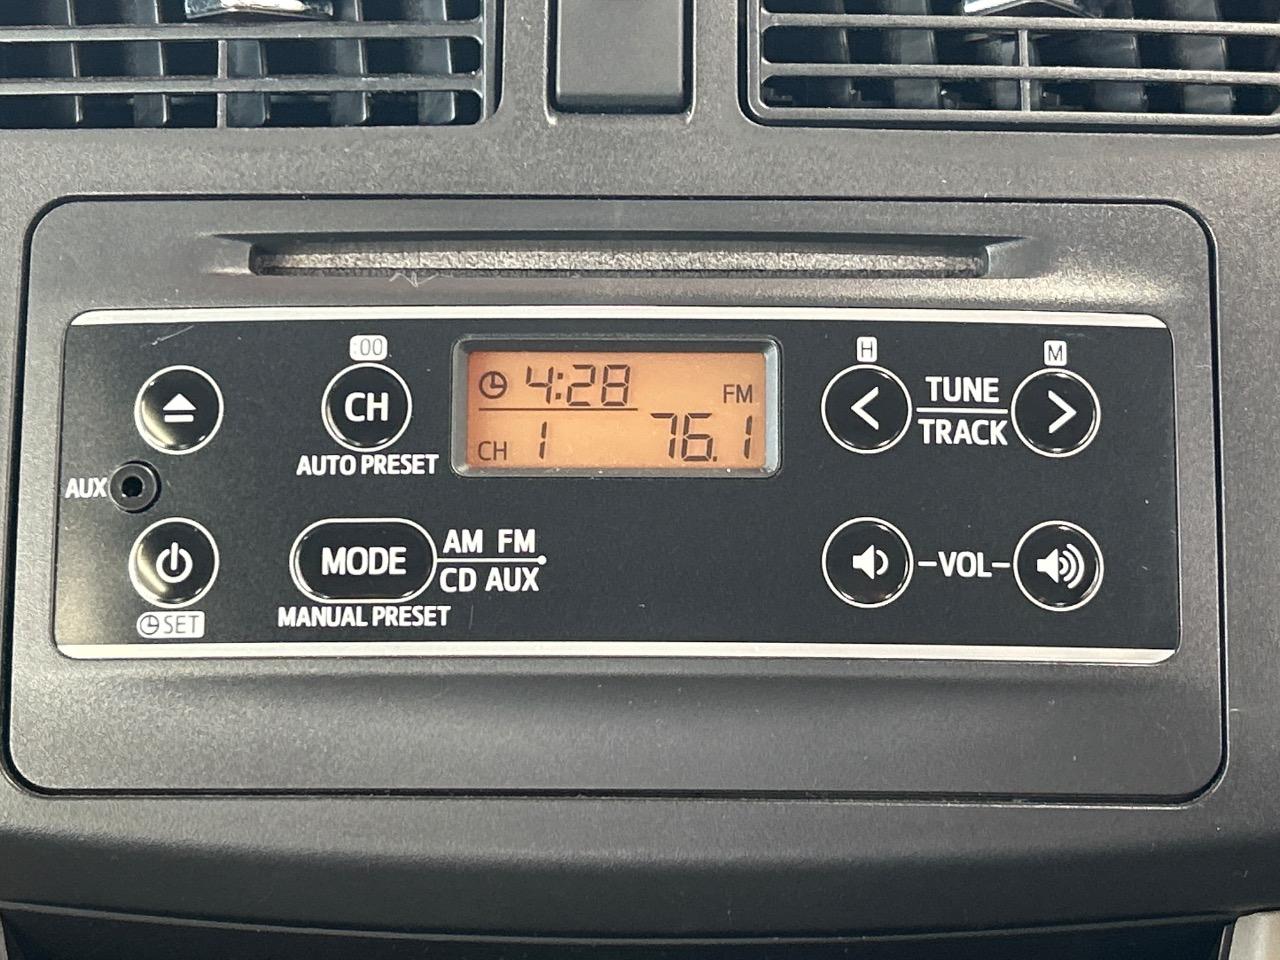 :00
H
M
4:28
FM
CH 1 76.1
CH
TUNE
TRACK
AUTO PRESET
AUX
MODE
AM FM
CD AUX
-VOL-
MANUAL PRESET
SET